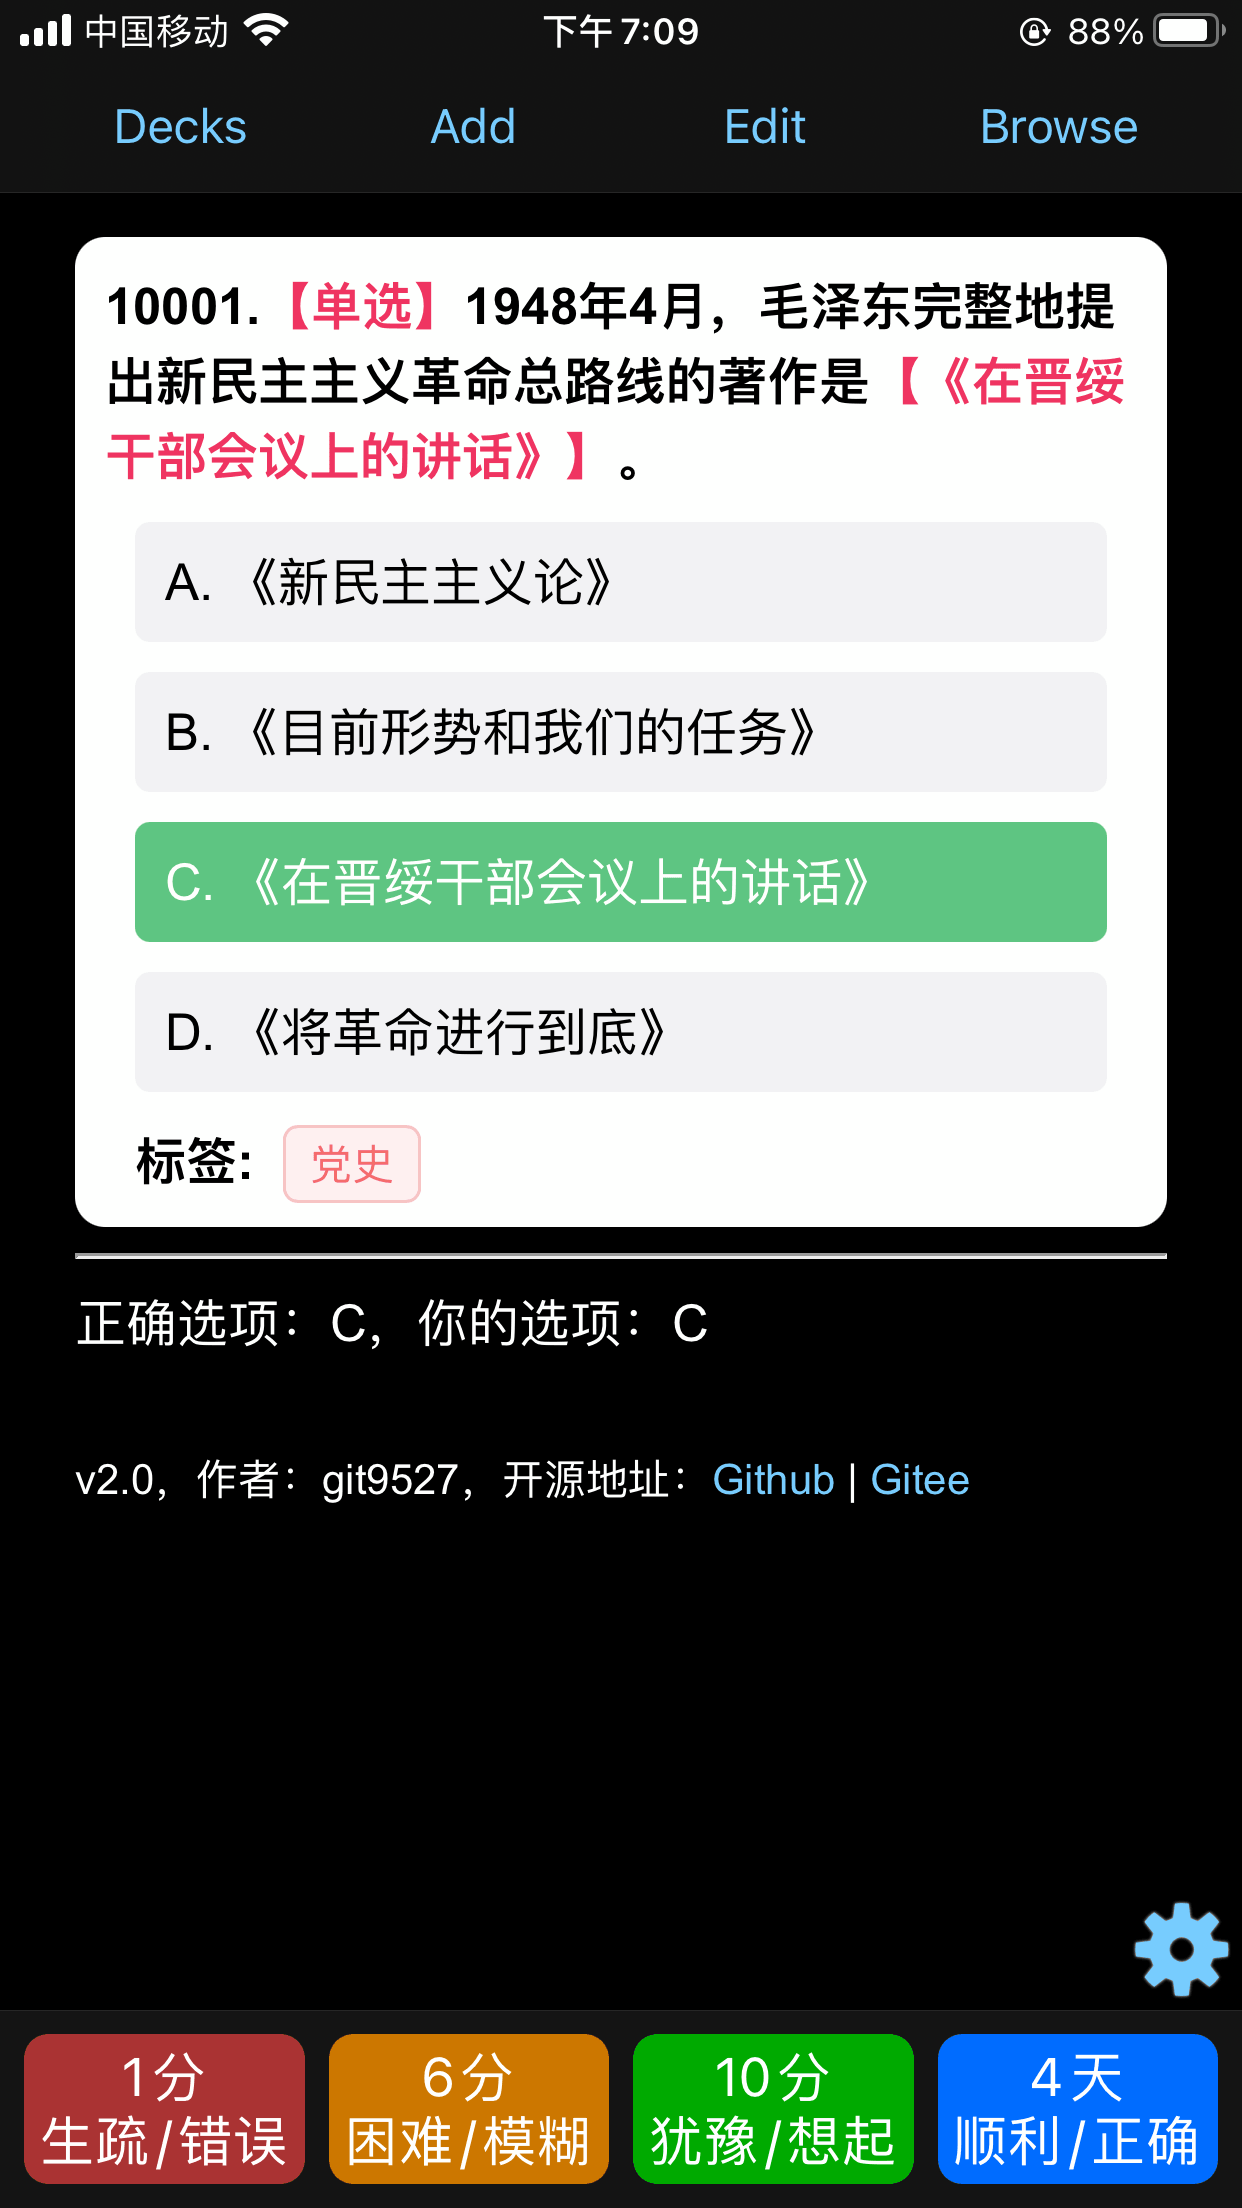 中国移动 下午 7:09 88%
Decks Add Edit Browse
10001.【单选】1948年4月，毛泽东完整地提
出新民主主义革命总路线的著作是【《在晋绥
干部会议上的讲话》】。
A. 《新民主主义论》
B. 《目前形势和我们的任务》
C. 《在晋绥干部会议上的讲话》
D. 《将革命进行到底》
标签: 党史
正确选项：C，你的选项：C
v2.0，作者：git9527，开源地址：Github | Gitee
1分 6分 10分 4天
生疏/错误 困难/模糊 犹豫/想起 顺利/正确